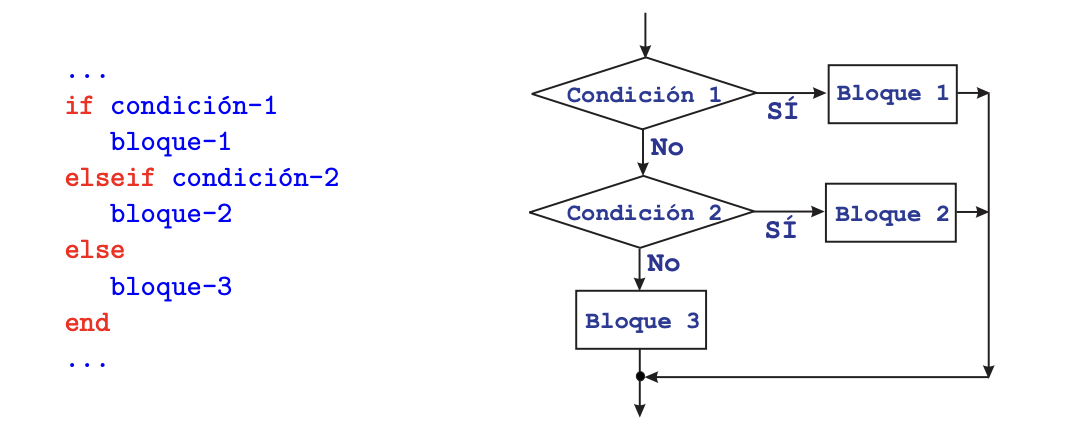 ...
if condición-1
bloque-1
elseif condición-2
bloque-2
else
bloque-3
end
...
Condición 1
SÍ
Bloque 1
No
Condición 2
SÍ
Bloque 2
No
Bloque 3